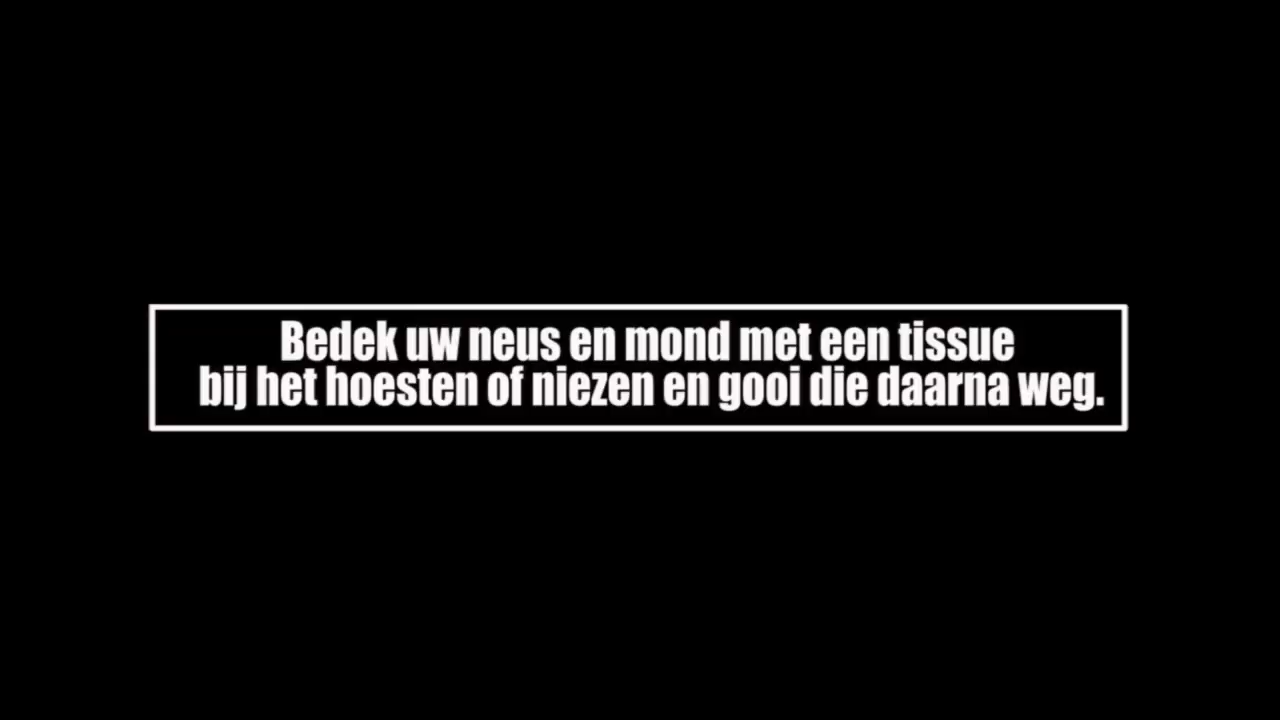 Bedek uw neus en mond met een tissue
bij het hoesten of niezen en gooi die daarna weg.